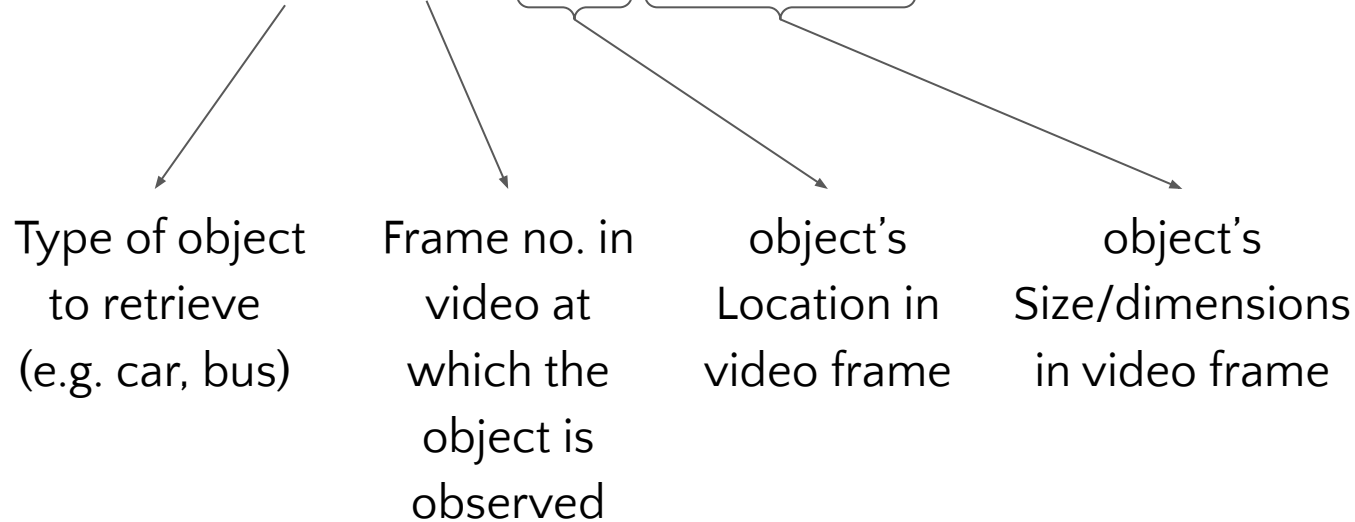 Type of object
to retrieve
(e.g. car, bus)
Frame no. in
video at
which the
object is
observed
object’s
Location in
video frame
object’s
Size/dimensions
in video frame